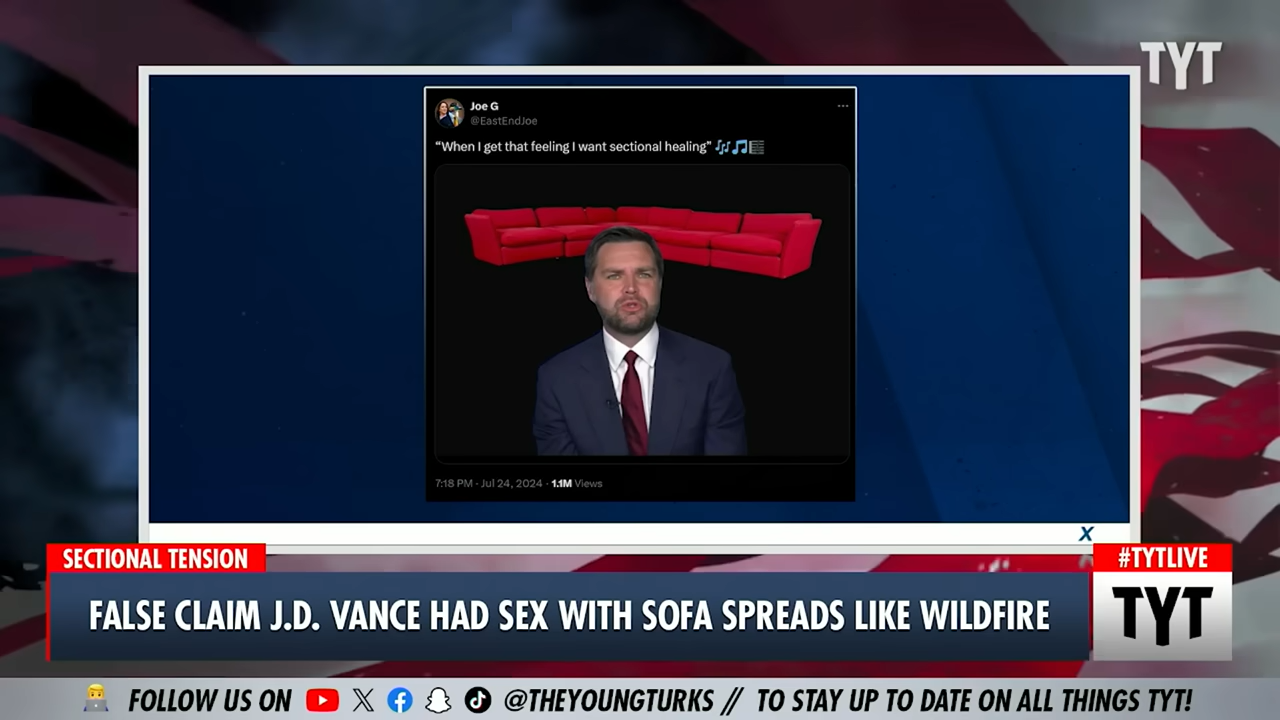 TYT
Joe G
@EastEndJoe
“When I get that feeling I want sectional healing” 🎶🎵
7:18 PM · Jul 24, 2024 · 1.1M Views
X
SECTIONAL TENSION
#TYTLIVE
FALSE CLAIM J.D. VANCE HAD SEX WITH SOFA SPREADS LIKE WILDFIRE
TYT
FOLLOW US ON @THEYOUNGTURKS // TO STAY UP TO DATE ON ALL THINGS TYT!